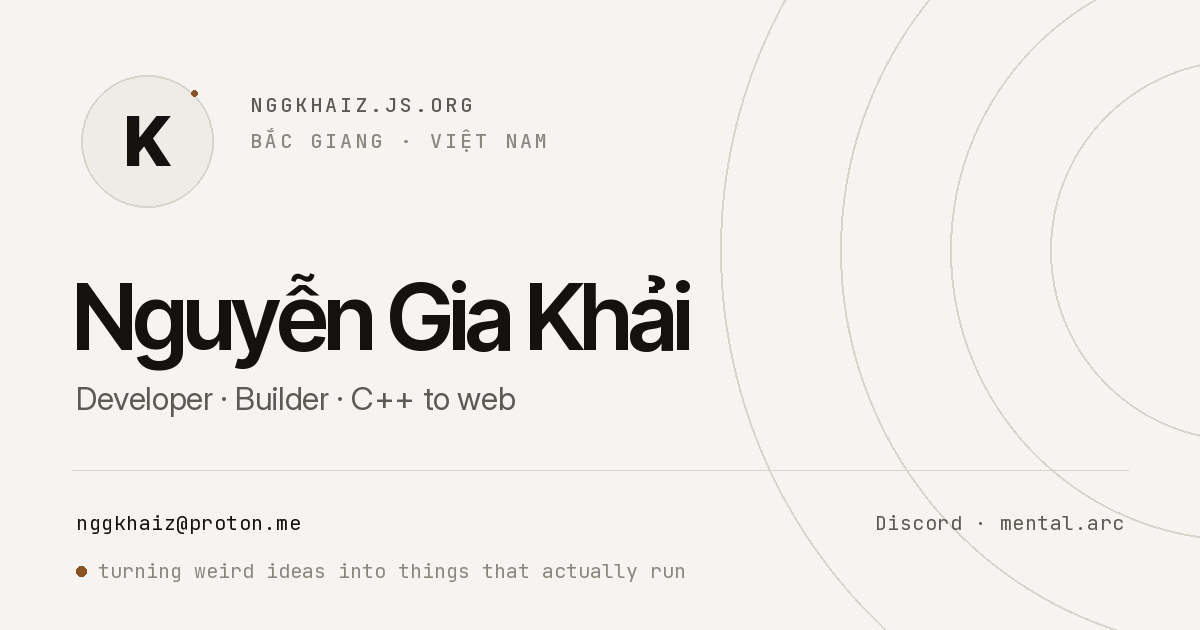 K
NGGKHAIZ.JS.ORG
BẮC GIANG · VIỆT NAM
Nguyễn Gia Khải
Developer · Builder · C++ to web
nggkhaiz@proton.me
Discord · mental.arc
turning weird ideas into things that actually run